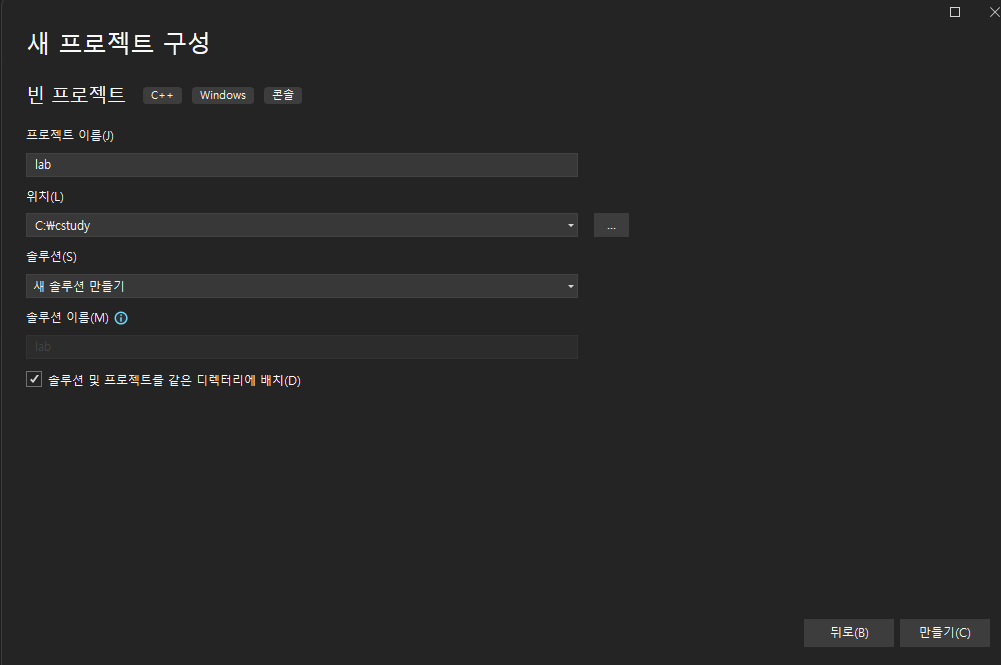 새 프로젝트 구성
빈 프로젝트 C++ Windows 콘솔
프로젝트 이름(J)
lab
위치(L)
C:₩cstudy
...
솔루션(S)
새 솔루션 만들기
솔루션 이름(M)
lab
솔루션 및 프로젝트를 같은 디렉터리에 배치(D)
뒤로(B) 만들기(C)